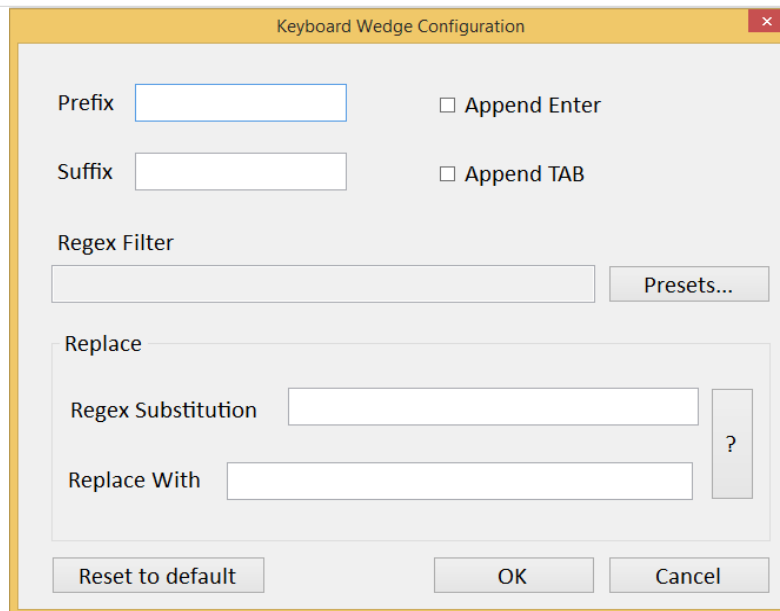 Keyboard Wedge Configuration ×
Prefix Append Enter
Suffix Append TAB
Regex Filter
Presets...
Replace
Regex Substitution
?
Replace With
Reset to default OK Cancel